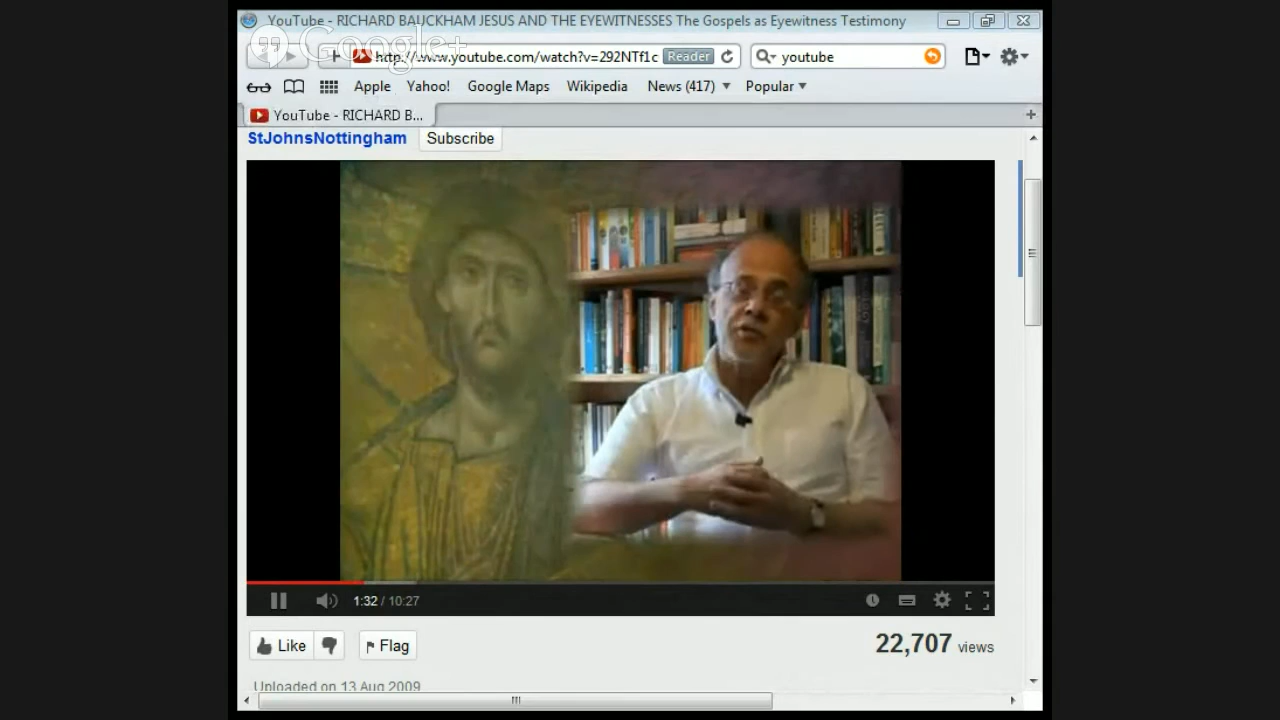 YouTube - RICHARD BAUCKHAM JESUS AND THE EYEWITNESSES The Gospels as Eyewitness Testimony
Google+
http://www.youtube.com/watch?v=292NTf1c Reader youtube
Apple Yahoo! Google Maps Wikipedia News (417) Popular
YouTube - RICHARD B...
StJohnsNottingham Subscribe
1:32 / 10:27
Like Flag 22,707 views
Uploaded on 13 Aug 2009